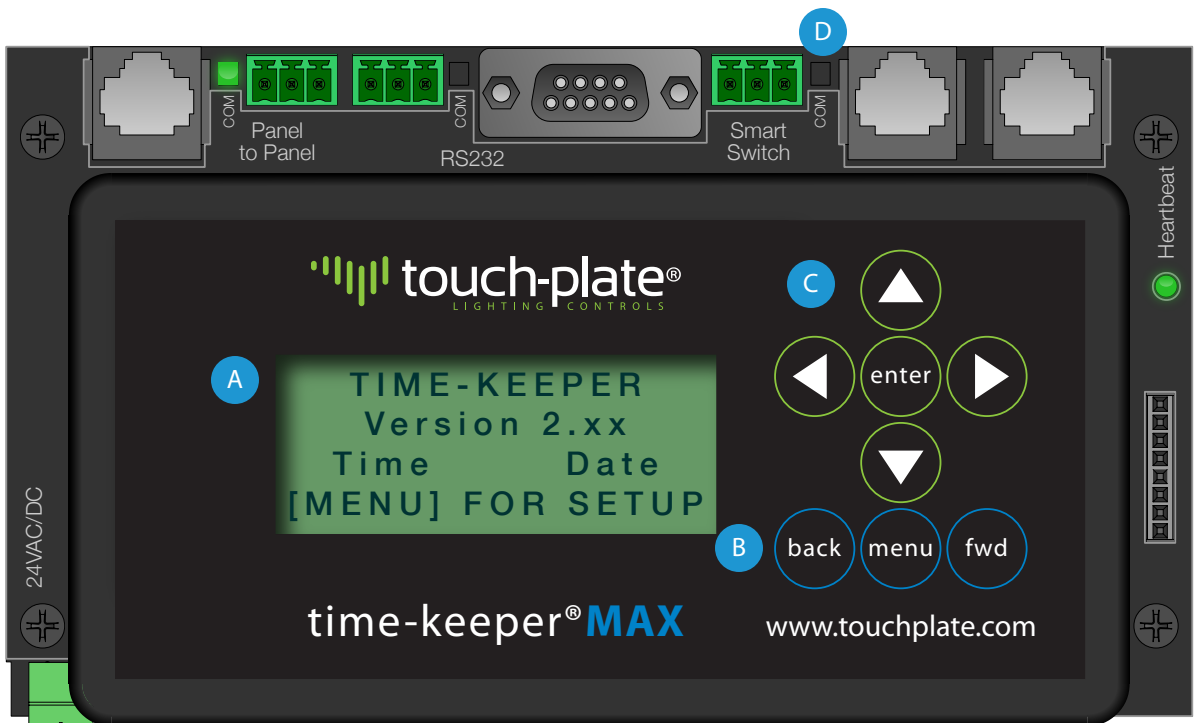 D
COM
COM
COM
Panel
to Panel
RS232
Smart
Switch
Heartbeat
touch-plate®
LIGHTING CONTROLS
C
A
TIME-KEEPER
Version 2.xx
Time Date
[MENU] FOR SETUP
enter
B
back menu fwd
24VAC/DC
time-keeper®MAX
www.touchplate.com